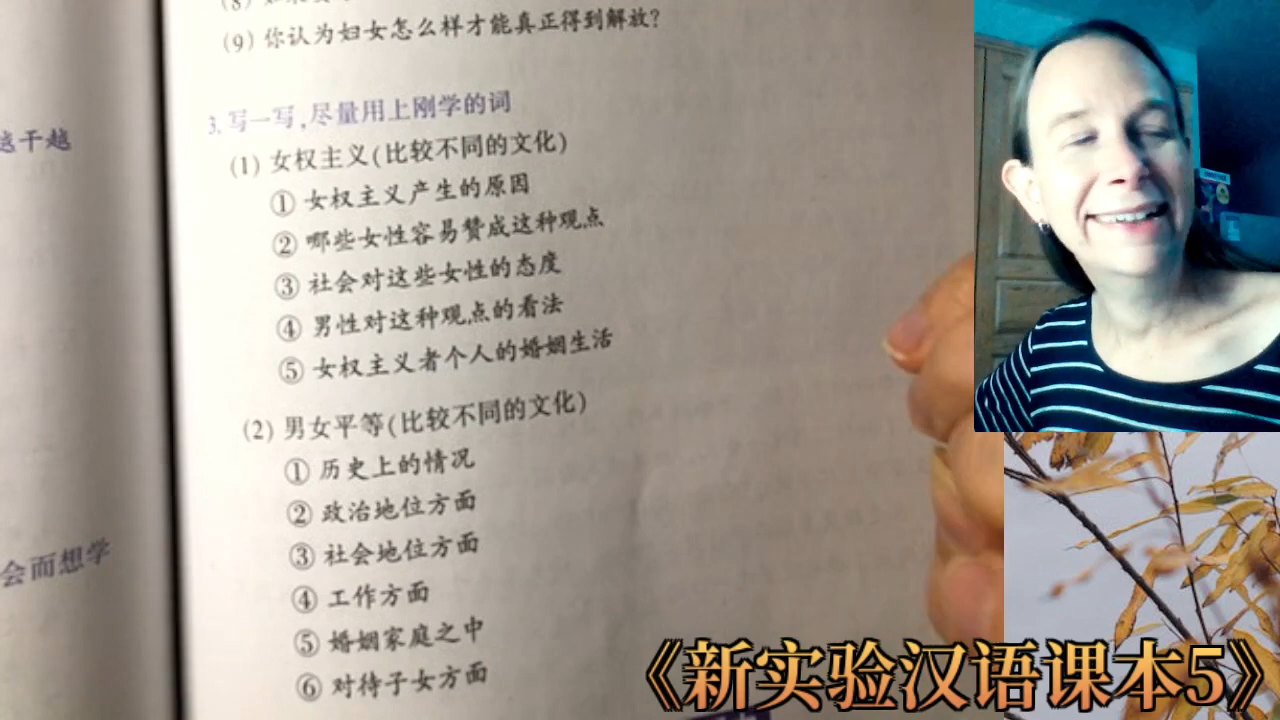 (9) 你认为妇女怎么样才能真正得到解放?
3. 写一写,尽量用上刚学的词
(1) 女权主义(比较不同的文化)
① 女权主义产生的原因
② 哪些女性容易赞成这种观点
③ 社会对这些女性的态度
④ 男性对这种观点的看法
⑤ 女权主义者个人的婚姻生活
(2) 男女平等(比较不同的文化)
① 历史上的情况
② 政治地位方面
③ 社会地位方面
④ 工作方面
⑤ 婚姻家庭之中
⑥ 对待子女方面
越干越
会而想学
《新实验汉语课本5》